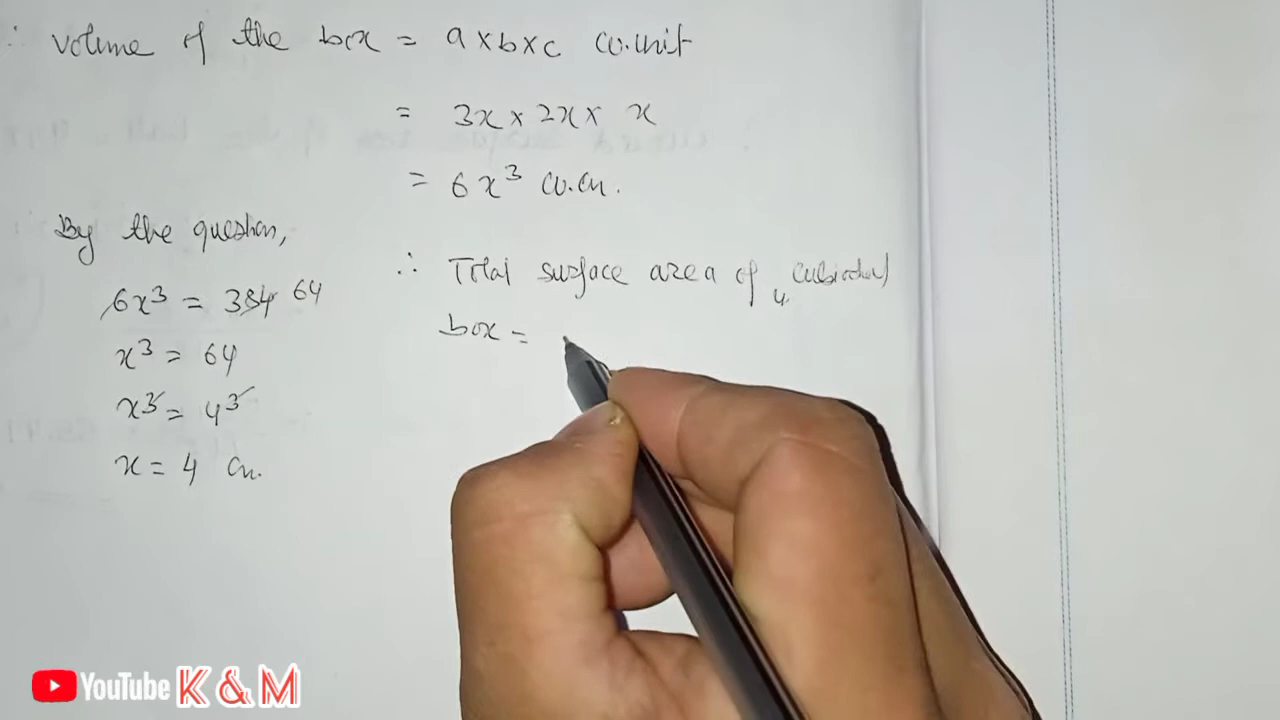 ∴ Volume of the box = a×b×c cu.unit
= 3x × 2x × x
= 6x³ cu.cm.
By the question,
6x³ = 384 64
x³ = 64
x³ = 4³
x = 4 cm.
∴ Total surface area of cuboidal
box =
YouTube K & M